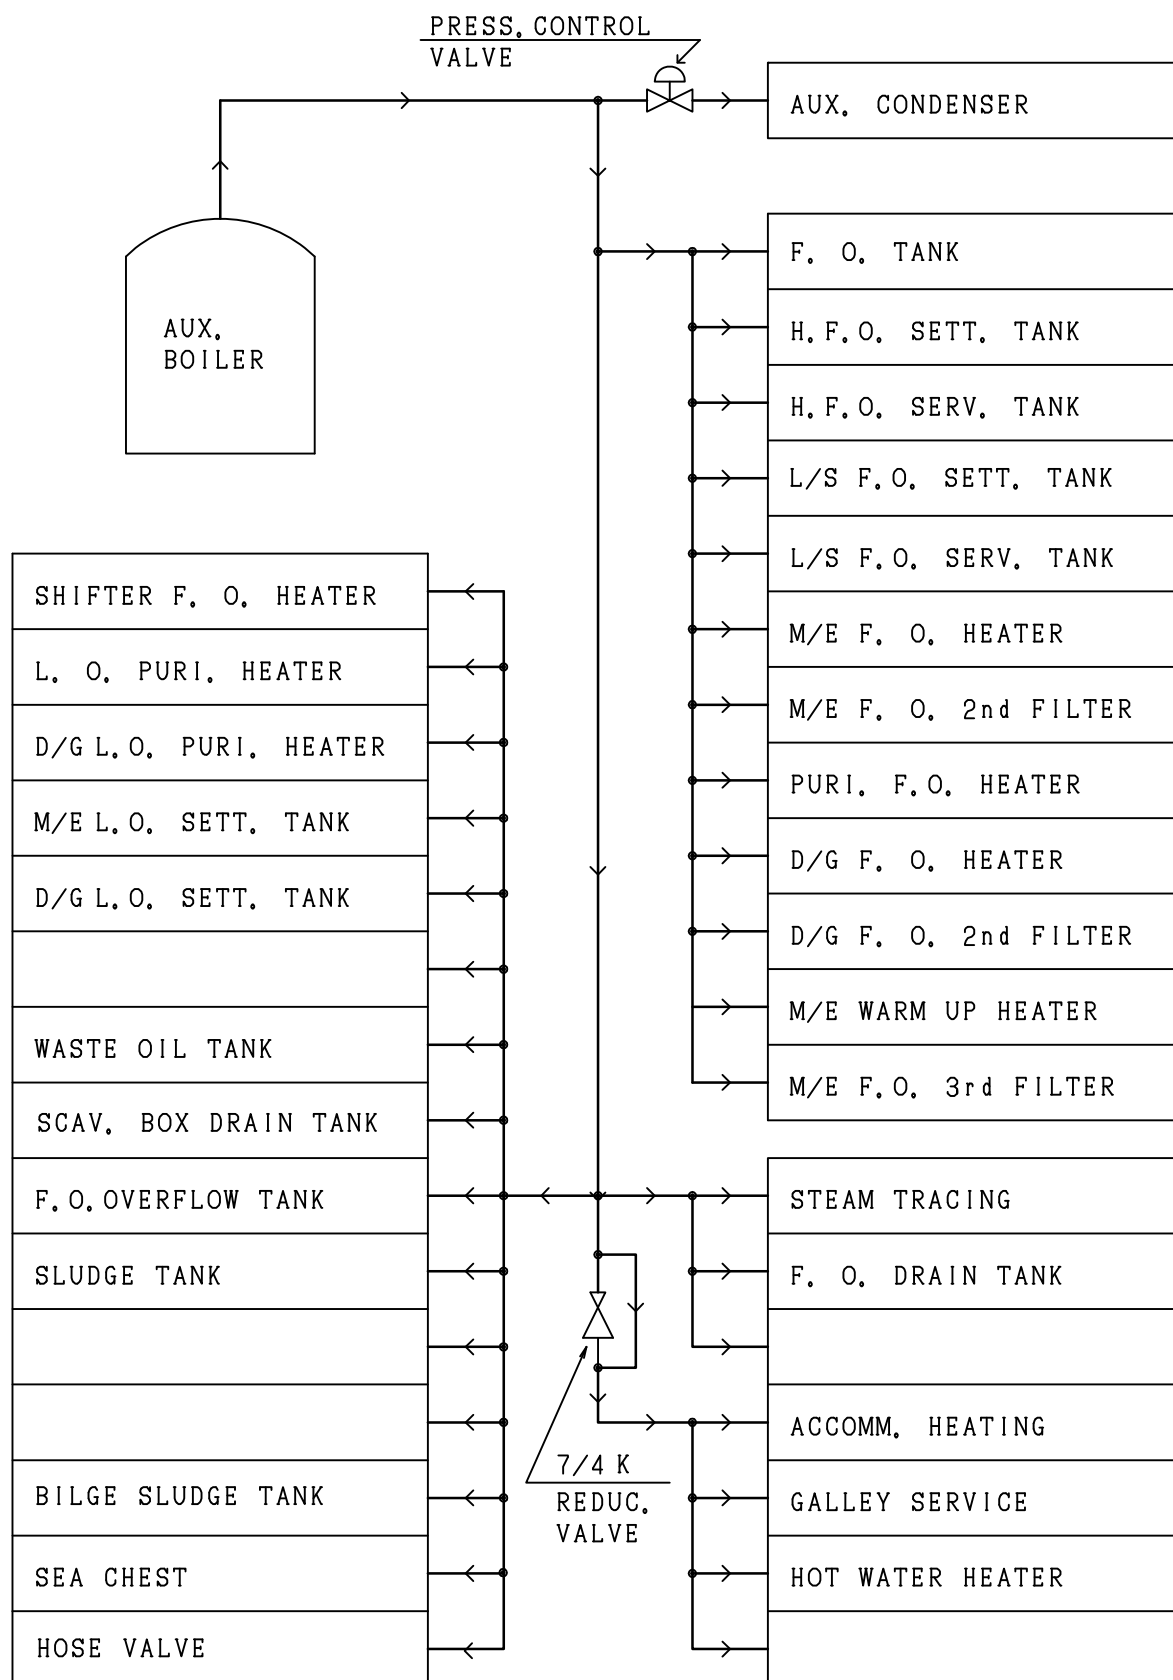 PRESS. CONTROL
VALVE
AUX. CONDENSER
AUX.
BOILER
F. O. TANK
H.F.O. SETT. TANK
H.F.O. SERV. TANK
L/S F.O. SETT. TANK
L/S F.O. SERV. TANK
M/E F. O. HEATER
M/E F. O. 2nd FILTER
PURI. F.O. HEATER
D/G F. O. HEATER
D/G F. O. 2nd FILTER
M/E WARM UP HEATER
M/E F.O. 3rd FILTER
SHIFTER F. O. HEATER
L. O. PURI. HEATER
D/G L.O. PURI. HEATER
M/E L.O. SETT. TANK
D/G L.O. SETT. TANK
WASTE OIL TANK
SCAV. BOX DRAIN TANK
F.O.OVERFLOW TANK
SLUDGE TANK
BILGE SLUDGE TANK
SEA CHEST
HOSE VALVE
7/4 K
REDUC.
VALVE
STEAM TRACING
F. O. DRAIN TANK
ACCOMM. HEATING
GALLEY SERVICE
HOT WATER HEATER